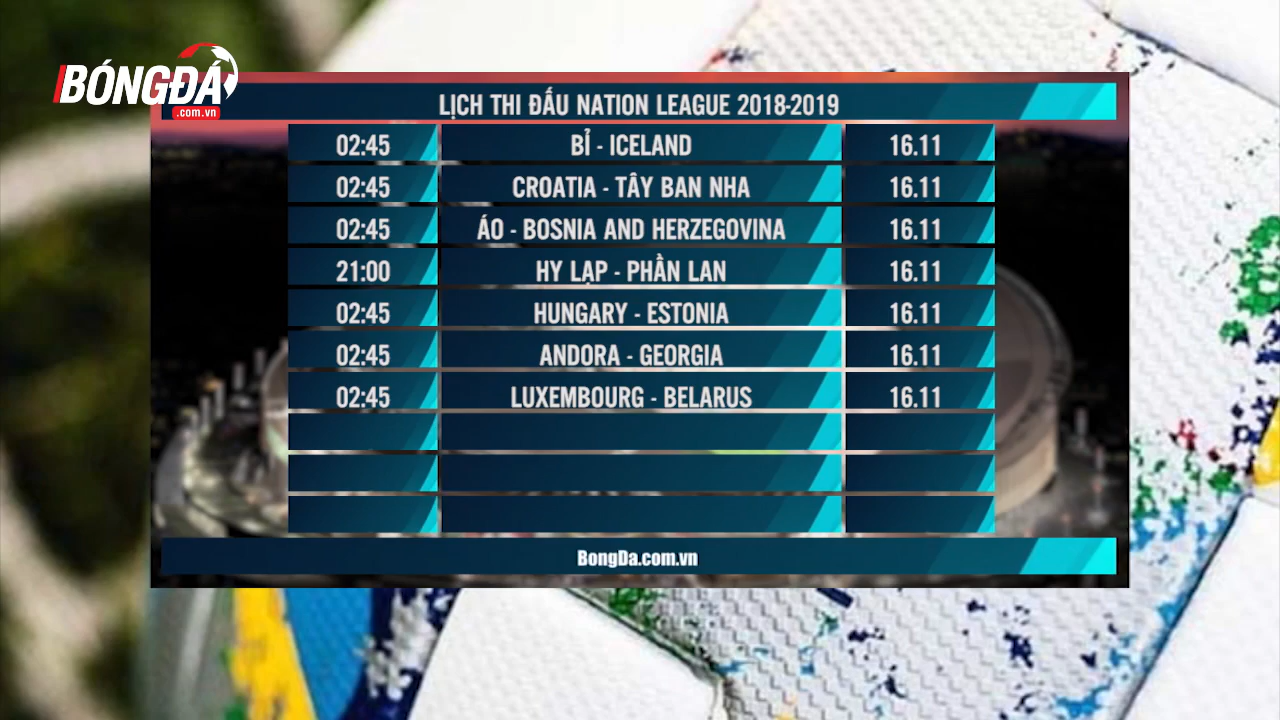 BÓNGĐÁ
.com.vn
LỊCH THI ĐẤU NATION LEAGUE 2018-2019
02:45 BỈ - ICELAND 16.11
02:45 CROATIA - TÂY BAN NHA 16.11
02:45 ÁO - BOSNIA AND HERZEGOVINA 16.11
21:00 HY LẠP - PHẦN LAN 16.11
02:45 HUNGARY - ESTONIA 16.11
02:45 ANDORA - GEORGIA 16.11
02:45 LUXEMBOURG - BELARUS 16.11
BongDa.com.vn